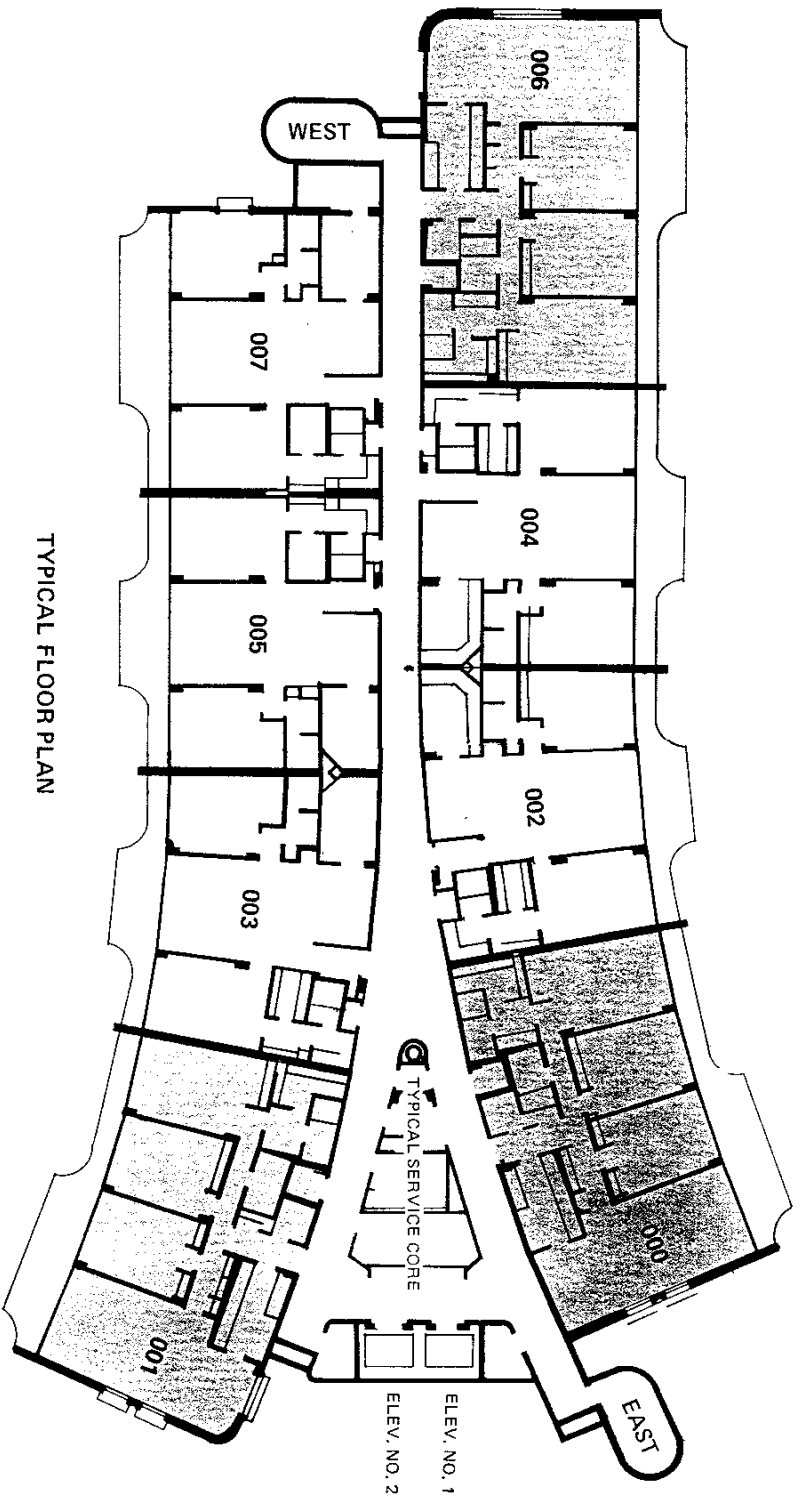 006
WEST
007
004
TYPICAL FLOOR PLAN
005
002
003
TYPICAL SERVICE CORE
000
001
ELEV. NO. 1
ELEV. NO. 2
EAST